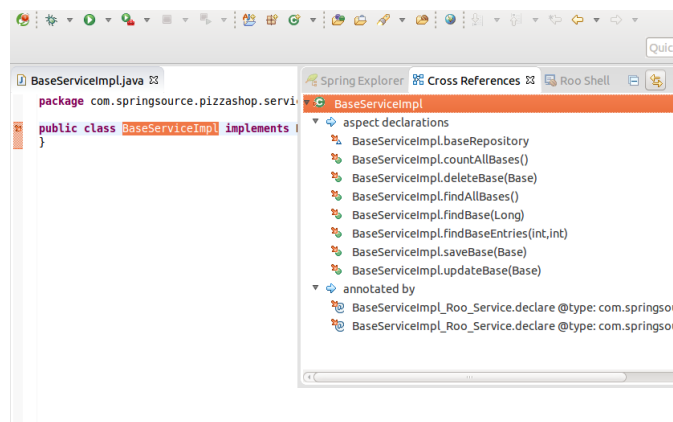 Quic
BaseServiceImpl.java
package com.springsource.pizzashop.servi
public class BaseServiceImpl implements
}
Spring Explorer
Cross References
Roo Shell
BaseServiceImpl
aspect declarations
BaseServiceImpl.baseRepository
BaseServiceImpl.countAllBases()
BaseServiceImpl.deleteBase(Base)
BaseServiceImpl.findAllBases()
BaseServiceImpl.findBase(Long)
BaseServiceImpl.findBaseEntries(int,int)
BaseServiceImpl.saveBase(Base)
BaseServiceImpl.updateBase(Base)
annotated by
BaseServiceImpl_Roo_Service.declare @type: com.springsou
BaseServiceImpl_Roo_Service.declare @type: com.springsou